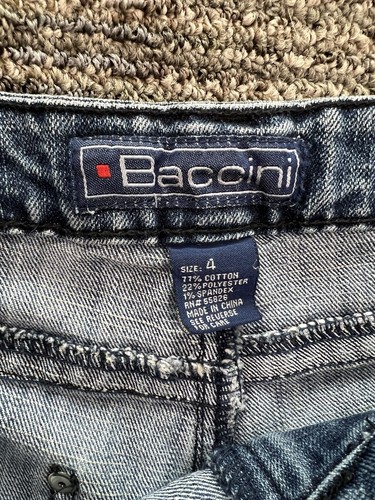 Baccini
SIZE: 4
77% COTTON
22% POLYESTER
1% SPANDEX
RN# 55826
MADE IN CHINA
SEE REVERSE
FOR CARE